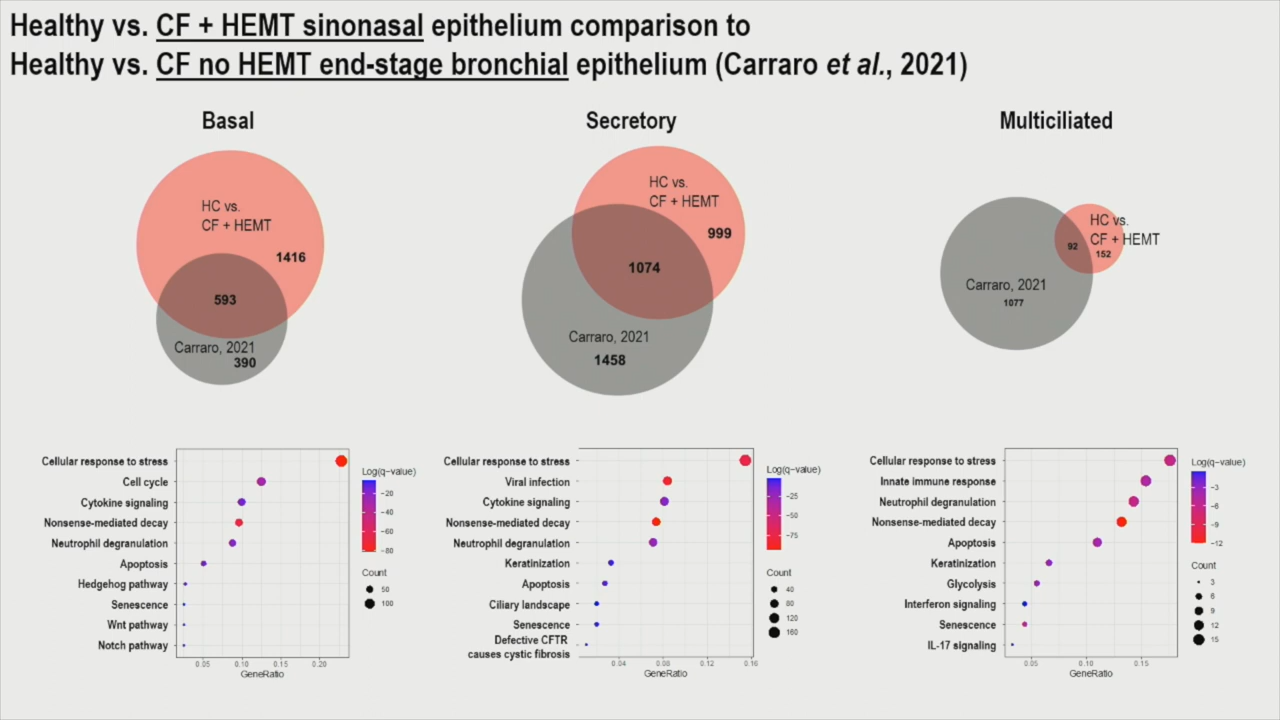 Healthy vs. CF + HEMT sinonasal epithelium comparison to
Healthy vs. CF no HEMT end-stage bronchial epithelium (Carraro et al., 2021)
Basal
HC vs.
CF + HEMT
1416
593
Carraro, 2021
390
Secretory
HC vs.
CF + HEMT
999
1074
Carraro, 2021
1458
Multiciliated
HC vs.
CF + HEMT
92
152
Carraro, 2021
1077
Cellular response to stress
Cell cycle
Cytokine signaling
Nonsense-mediated decay
Neutrophil degranulation
Apoptosis
Hedgehog pathway
Senescence
Wnt pathway
Notch pathway
0.05 0.10 0.15 0.20
GeneRatio
Log(q-value)
-20
-40
-60
-80
Count
50
100
Cellular response to stress
Viral infection
Cytokine signaling
Nonsense-mediated decay
Neutrophil degranulation
Keratinization
Apoptosis
Ciliary landscape
Senescence
Defective CFTR
causes cystic fibrosis
0.04 0.08 0.12 0.16
GeneRatio
Log(q-value)
-25
-50
-75
Count
40
80
120
160
Cellular response to stress
Innate immune response
Neutrophil degranulation
Nonsense-mediated decay
Apoptosis
Keratinization
Glycolysis
Interferon signaling
Senescence
IL-17 signaling
0.05 0.10 0.15
GeneRatio
Log(q-value)
-3
-6
-9
-12
Count
3
6
9
12
15